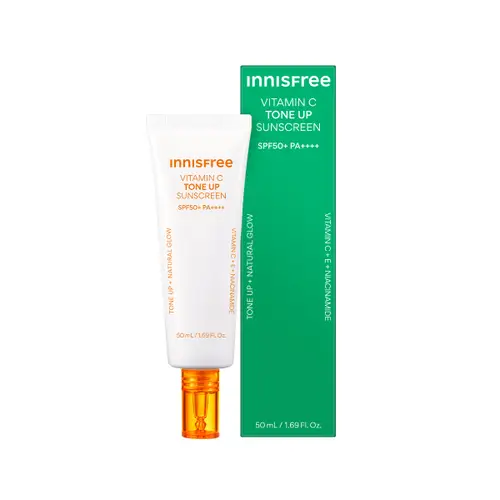 INNISFree
VITAMIN C
TONE UP
SUNSCREEN
SPF50+ PA++++
TONE UP + NATURAL GLOW
VITAMIN C + E + NIACINAMIDE
50 mL / 1.69 Fl. Oz.
INNISFree
VITAMIN C
TONE UP
SUNSCREEN
SPF50+ PA++++
TONE UP + NATURAL GLOW
VITAMIN C + E + NIACINAMIDE
50 mL / 1.69 Fl. Oz.